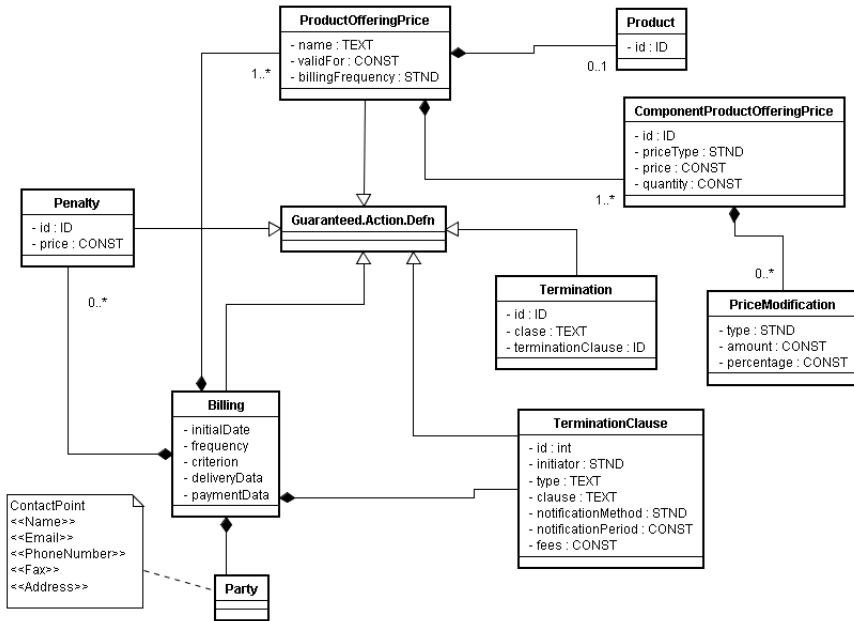 ProductOfferingPrice
- name : TEXT
- validFor : CONST
- billingFrequency : STND
Product
- id : ID
1..*
0..1
ComponentProductOfferingPrice
- id : ID
- priceType : STND
- price : CONST
- quantity : CONST
1..*
Penalty
- id : ID
- price : CONST
Guaranteed.Action.Defn
0..*
0..*
Termination
- id : ID
- clase : TEXT
- terminationClause : ID
PriceModification
- type : STND
- amount : CONST
- percentage : CONST
Billing
- initialDate
- frequency
- criterion
- deliveryData
- paymentData
TerminationClause
- id : int
- initiator : STND
- type : TEXT
- clause : TEXT
- notificationMethod : STND
- notificationPeriod : CONST
- fees : CONST
ContactPoint
<<Name>>
<<Email>>
<<PhoneNumber>>
<<Fax>>
<<Address>>
Party